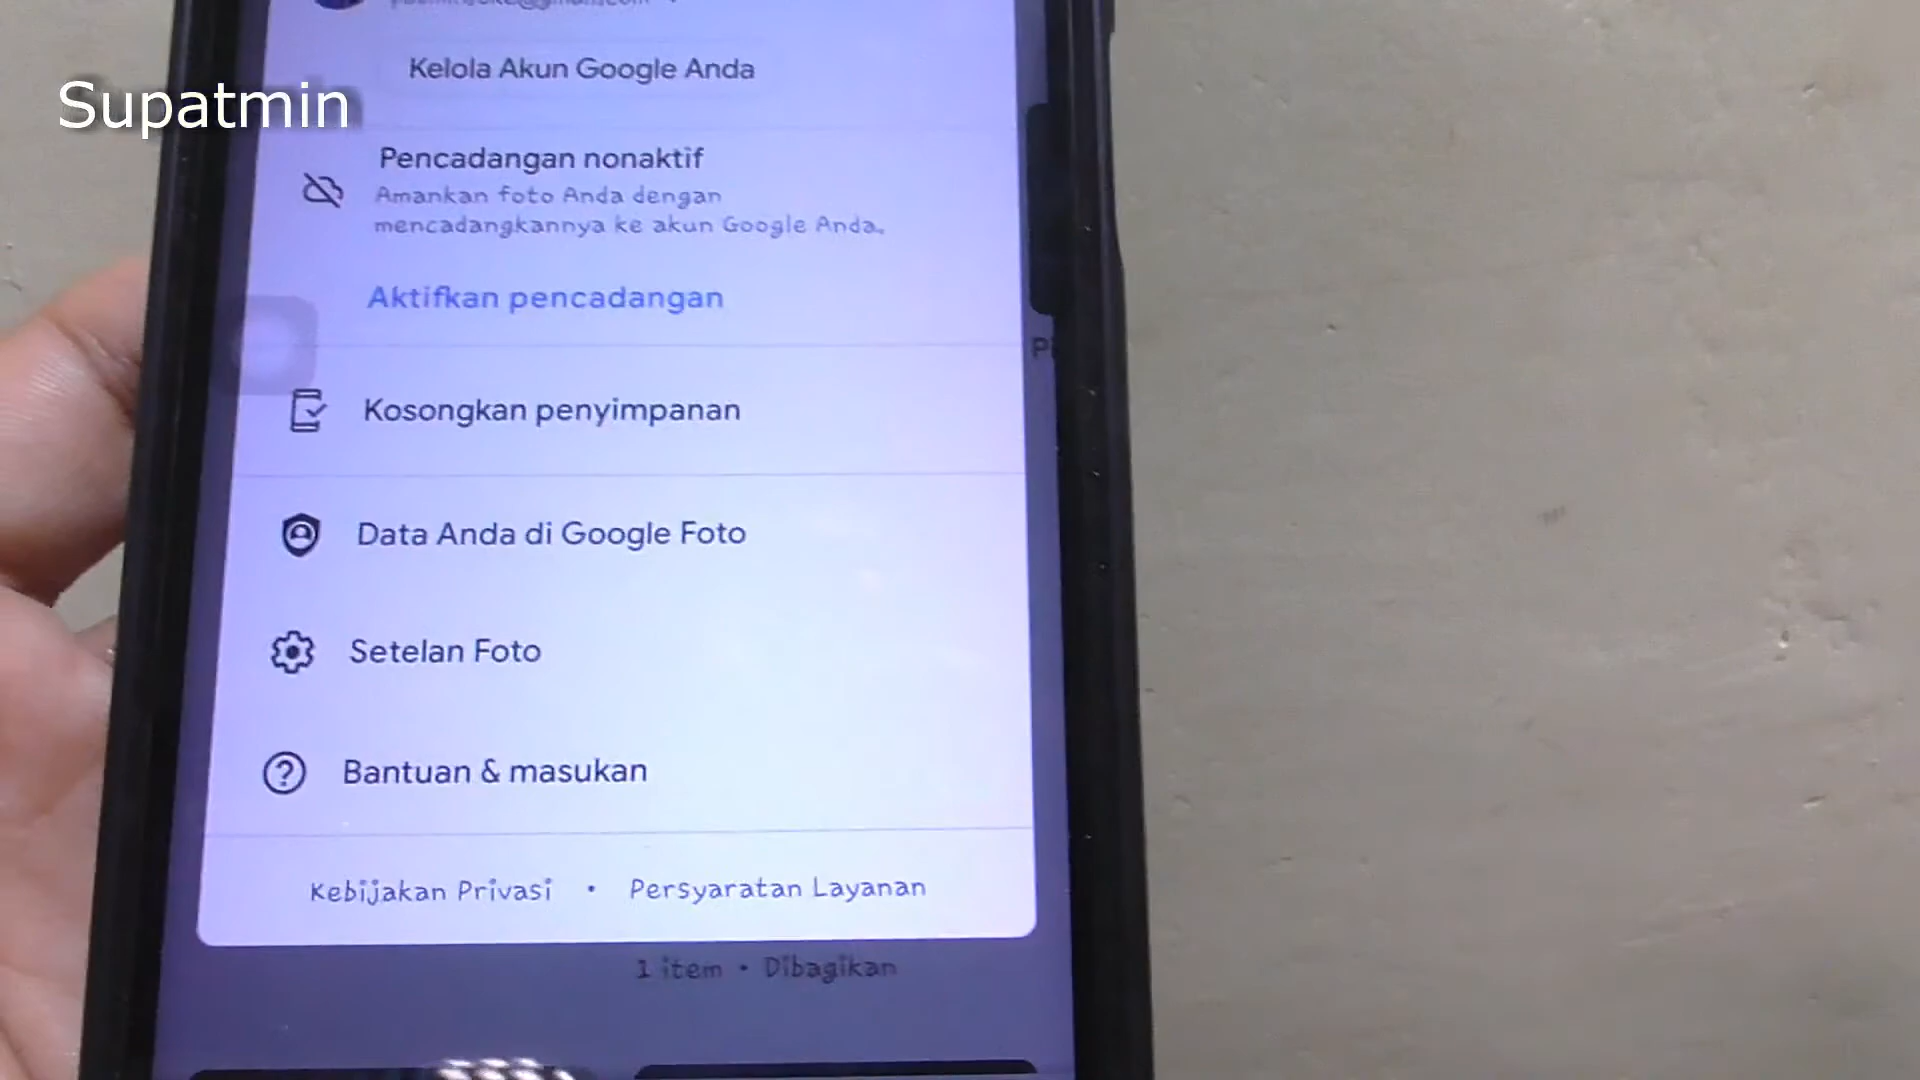 Kelola Akun Google Anda
Supatmin
Pencadangan nonaktif
Amankan foto Anda dengan
mencadangkannya ke akun Google Anda.
Aktifkan pencadangan
Kosongkan penyimpanan
Data Anda di Google Foto
Setelan Foto
Bantuan & masukan
Kebijakan Privasi • Persyaratan Layanan
1 item • Dibagikan